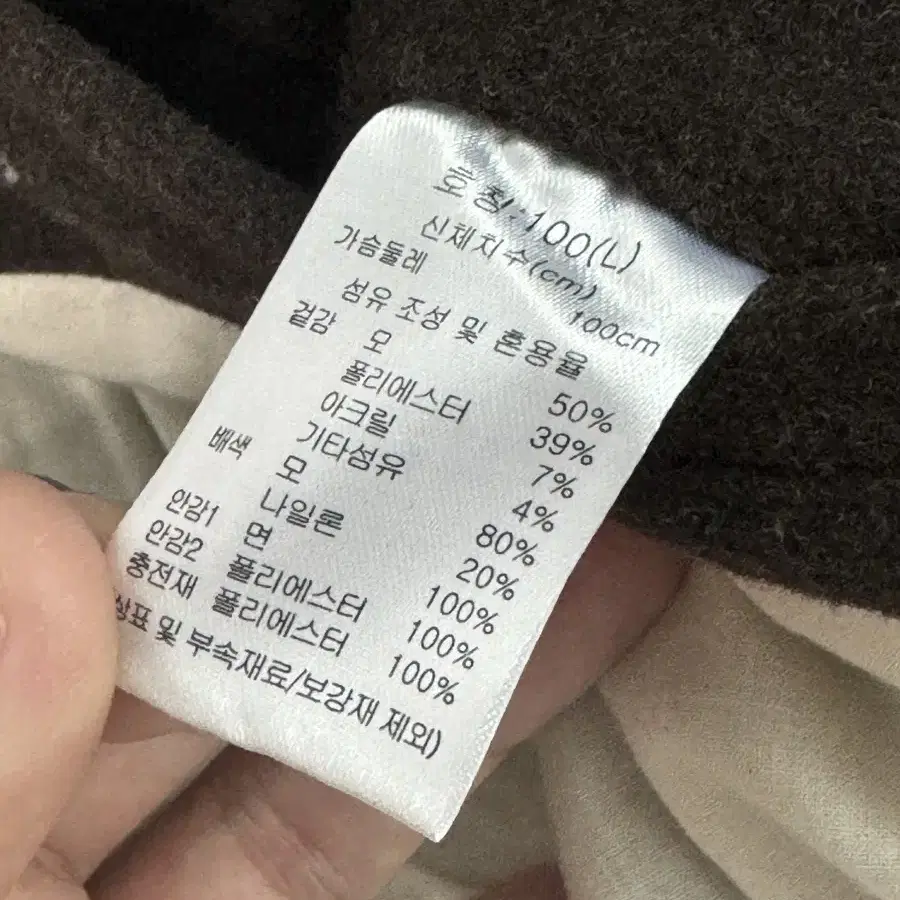 호 칭: 100(L)
신체치수(cm)
가슴둘레 100cm
섬유 조성 및 혼용율
겉감 모 50%
폴리에스터 39%
아크릴 7%
기타섬유 4%
배색 모 80%
나일론 20%
안감1 면 100%
안감2 폴리에스터 100%
충전재 폴리에스터 100%
상표 및 부속재료/보강재 제외)